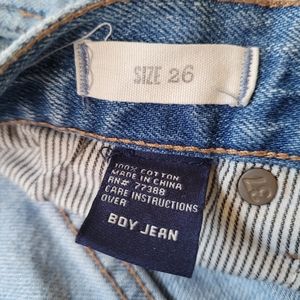 SIZE 26
100% COTTON
MADE IN CHINA
RN# 77388
CARE INSTRUCTIONS
OVER
BOY JEAN